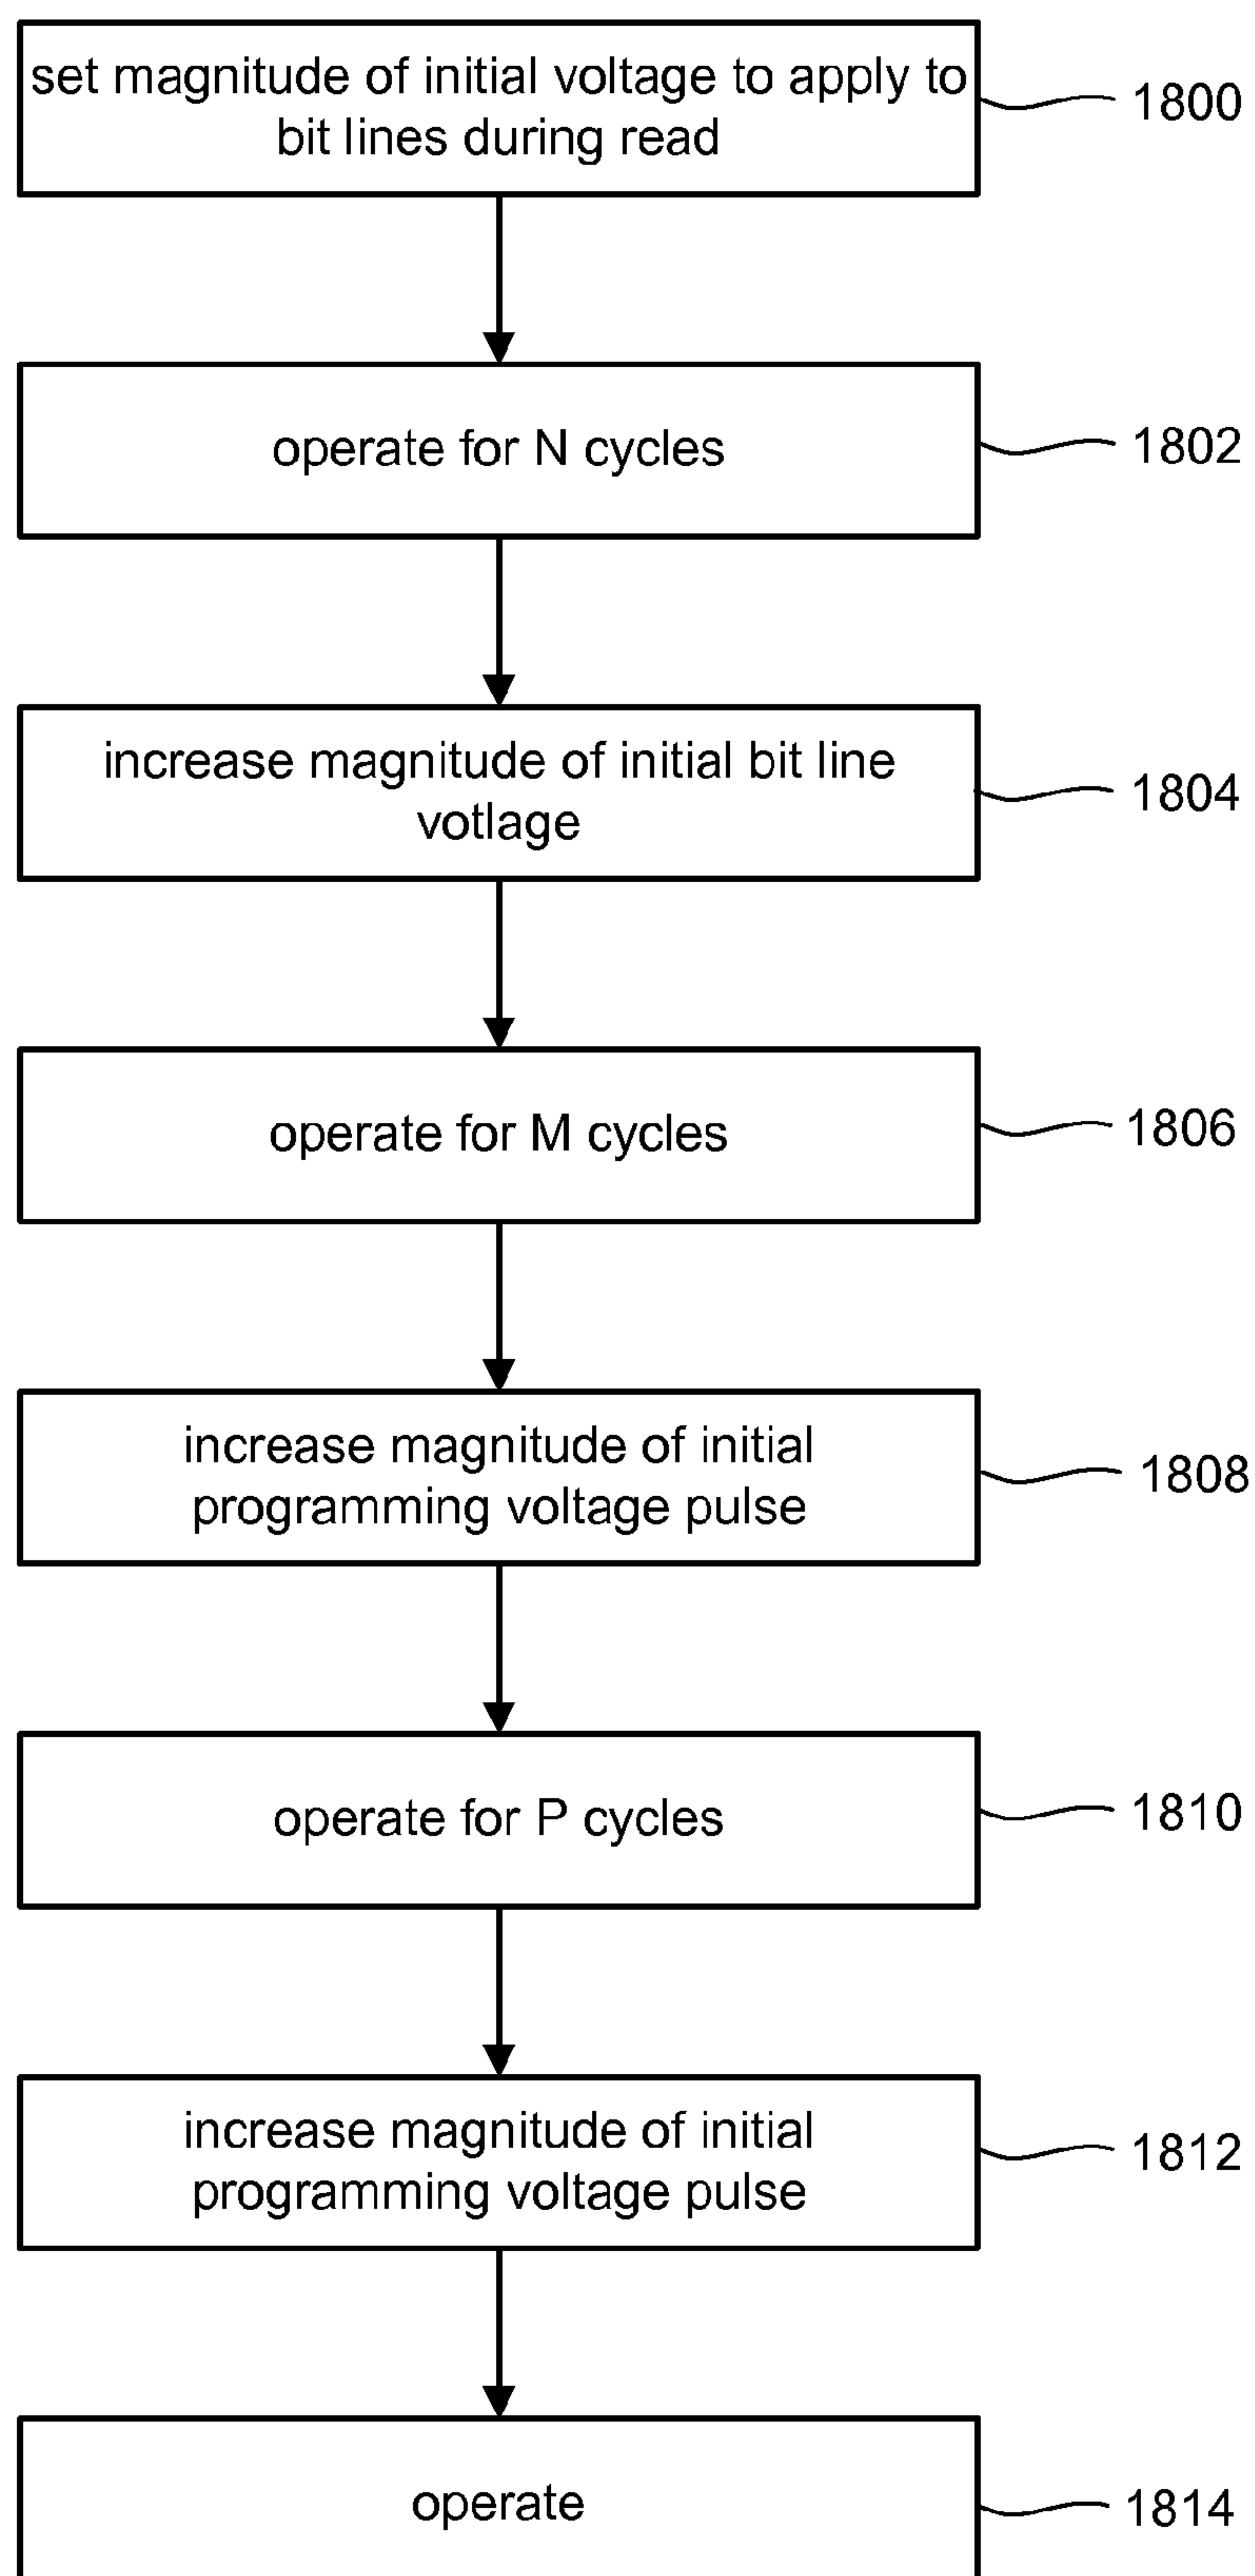 set magnitude of initial voltage to apply to
bit lines during read
1800
operate for N cycles
1802
increase magnitude of initial bit line
votlage
1804
operate for M cycles
1806
increase magnitude of initial
programming voltage pulse
1808
operate for P cycles
1810
increase magnitude of initial
programming voltage pulse
1812
operate
1814